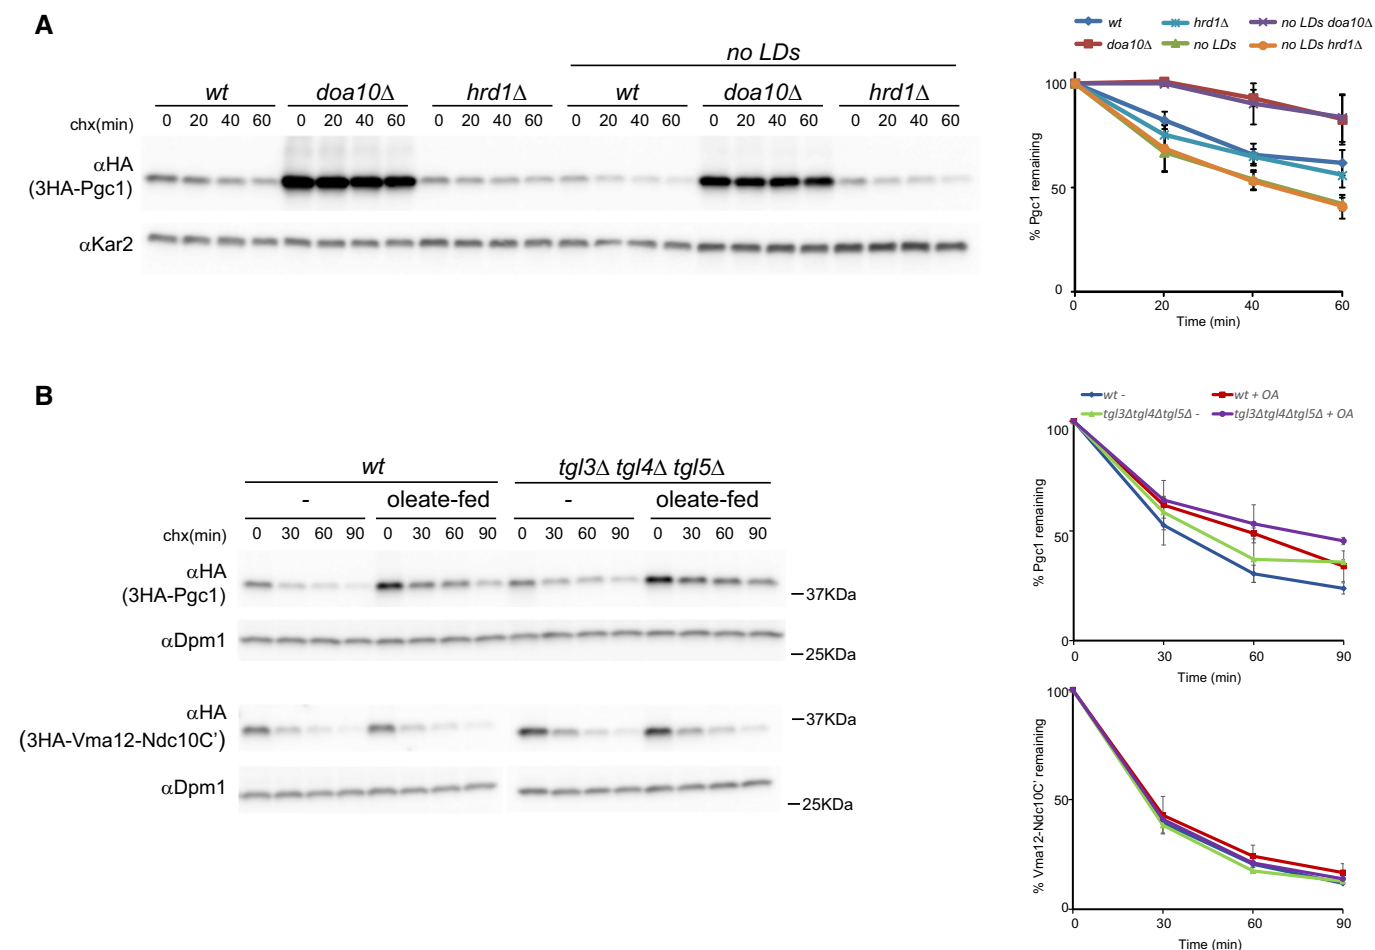 A
no LDs
wt doa10Δ hrd1Δ wt doa10Δ hrd1Δ
chx(min) 0 20 40 60 0 20 40 60 0 20 40 60 0 20 40 60 0 20 40 60 0 20 40 60
αHA
(3HA-Pgc1)
αKar2
wt hrd1Δ no LDs doa10Δ
doa10Δ no LDs no LDs hrd1Δ
% Pgc1 remaining
100
50
0
0 20 40 60
Time (min)
B
wt tgl3Δ tgl4Δ tgl5Δ
- oleate-fed - oleate-fed
chx(min) 0 30 60 90 0 30 60 90 0 30 60 90 0 30 60 90
αHA
(3HA-Pgc1)
37KDa
αDpm1
25KDa
αHA
(3HA-Vma12-Ndc10C’)
37KDa
αDpm1
25KDa
wt - wt + OA
tgl3Δtgl4Δtgl5Δ - tgl3Δtgl4Δtgl5Δ + OA
% Pgc1 remaining
100
50
0
0 30 60 90
Time (min)
% Vma12-Ndc10C' remaining
100
50
0
0 30 60 90
Time (min)